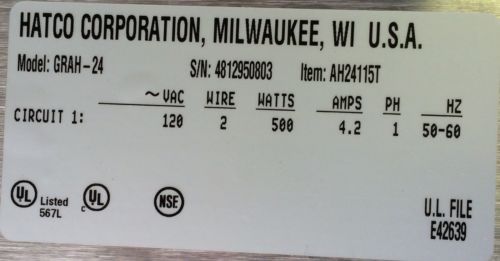 HATCO CORPORATION, MILWAUKEE, WI U.S.A.
Model: GRAH-24 S/N: 4812950803 Item: AH24115T
~VAC WIRE WATTS AMPS PH HZ
CIRCUIT 1: 120 2 500 4.2 1 50-60
UL Listed 567L
c UL
NSF
U.L. FILE
E42639